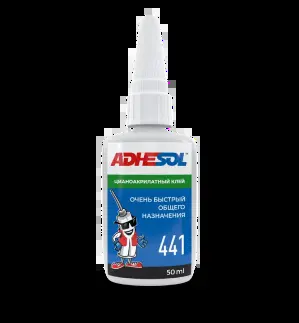 ADHESOL
ЦИАНОАКРИЛАТНЫЙ КЛЕЙ
ОЧЕНЬ БЫСТРЫЙ
ОБЩЕГО
НАЗНАЧЕНИЯ
441
50 ml